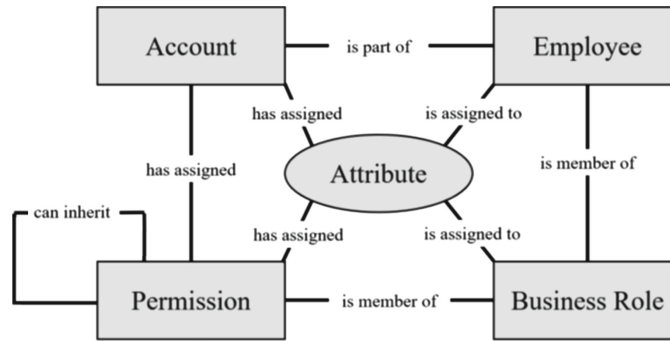 Account
is part of
Employee
has assigned
is assigned to
has assigned
Attribute
is member of
can inherit
has assigned
is assigned to
Permission
is member of
Business Role